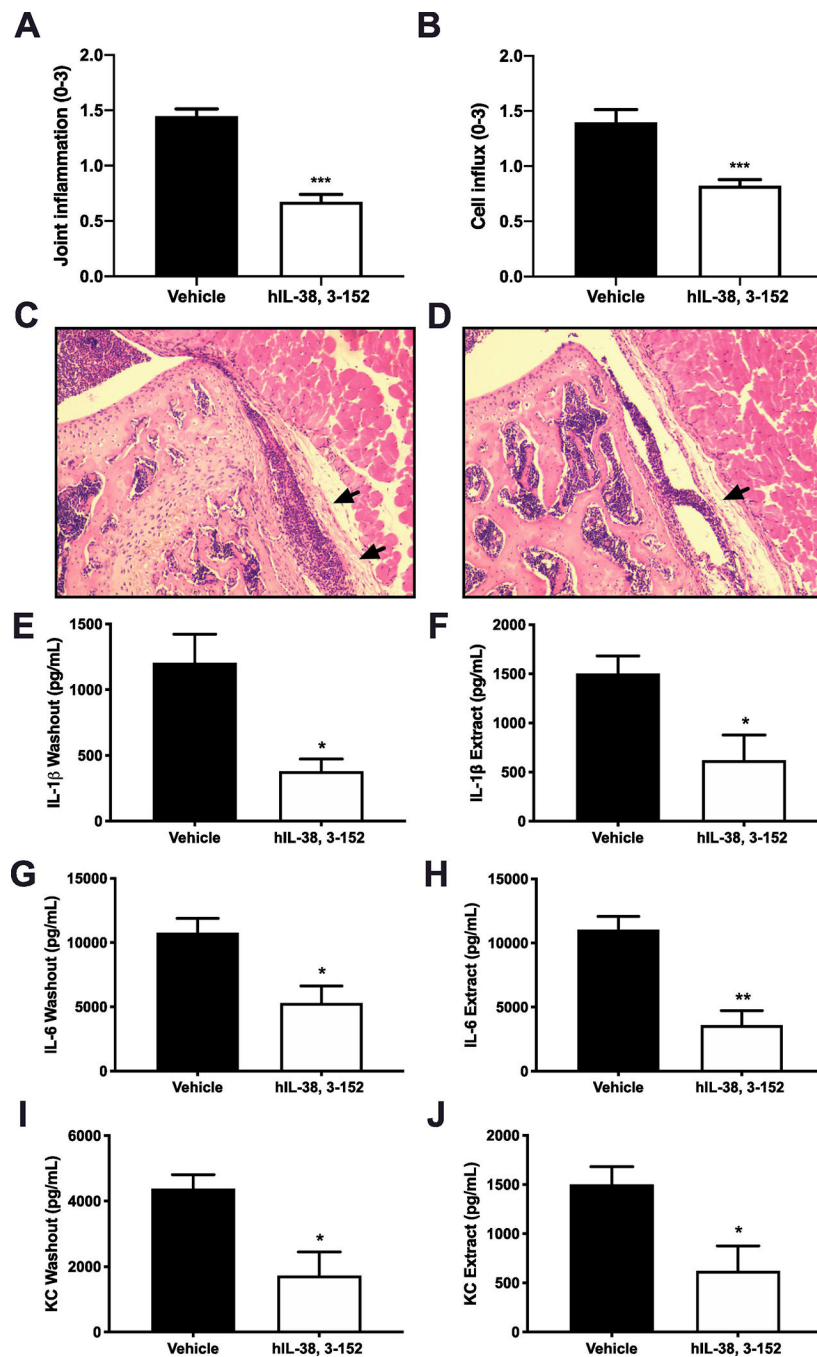 A
Joint inflammation (0-3)
2.0
1.5
1.0
0.5
0.0
***
Vehicle
hIL-38, 3-152
B
Cell influx (0-3)
2.0
1.5
1.0
0.5
0.0
***
Vehicle
hIL-38, 3-152
C
D
E
IL-1β Washout (pg/mL)
1500
1000
500
0
*
Vehicle
hIL-38, 3-152
F
IL-1β Extract (pg/mL)
2000
1500
1000
500
0
*
Vehicle
hIL-38, 3-152
G
IL-6 Washout (pg/mL)
15000
10000
5000
0
*
Vehicle
hIL-38, 3-152
H
IL-6 Extract (pg/mL)
15000
10000
5000
0
**
Vehicle
hIL-38, 3-152
I
KC Washout (pg/mL)
6000
4000
2000
0
*
Vehicle
hIL-38, 3-152
J
KC Extract (pg/mL)
2000
1500
1000
500
0
*
Vehicle
hIL-38, 3-152